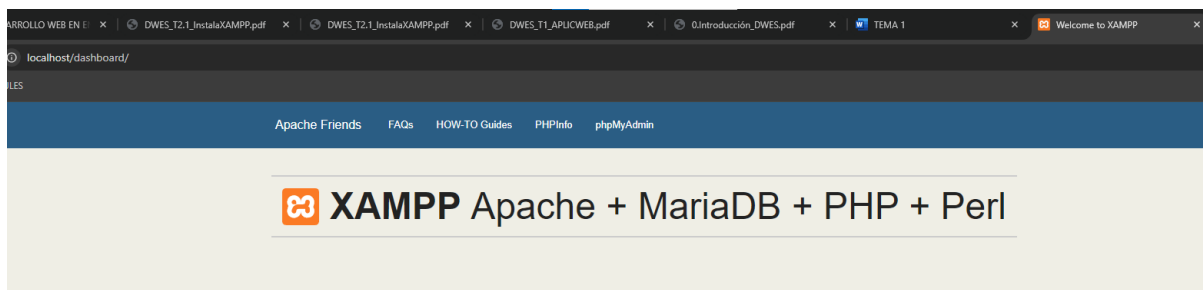 ARROLLO WEB EN E DWES_T2.1_InstalaXAMPP.pdf DWES_T2.1_InstalaXAMPP.pdf DWES_T1_APLICWEB.pdf 0.Introducción_DWES.pdf TEMA 1 Welcome to XAMPP
localhost/dashboard/
ULES
Apache Friends FAQs HOW-TO Guides PHPInfo phpMyAdmin
XAMPP Apache + MariaDB + PHP + Perl